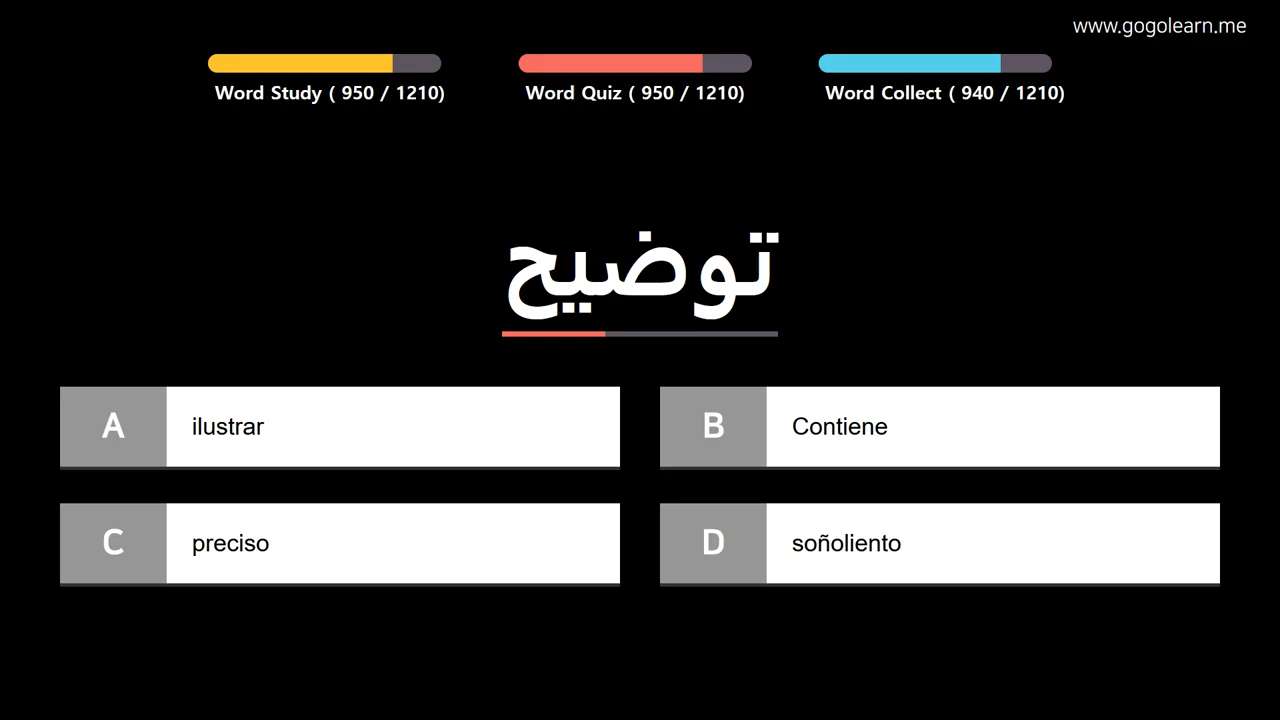 www.gogolearn.me
Word Study ( 950 / 1210)
Word Quiz ( 950 / 1210)
Word Collect ( 940 / 1210)
توضيح
A ilustrar
B Contiene
C preciso
D soñoliento